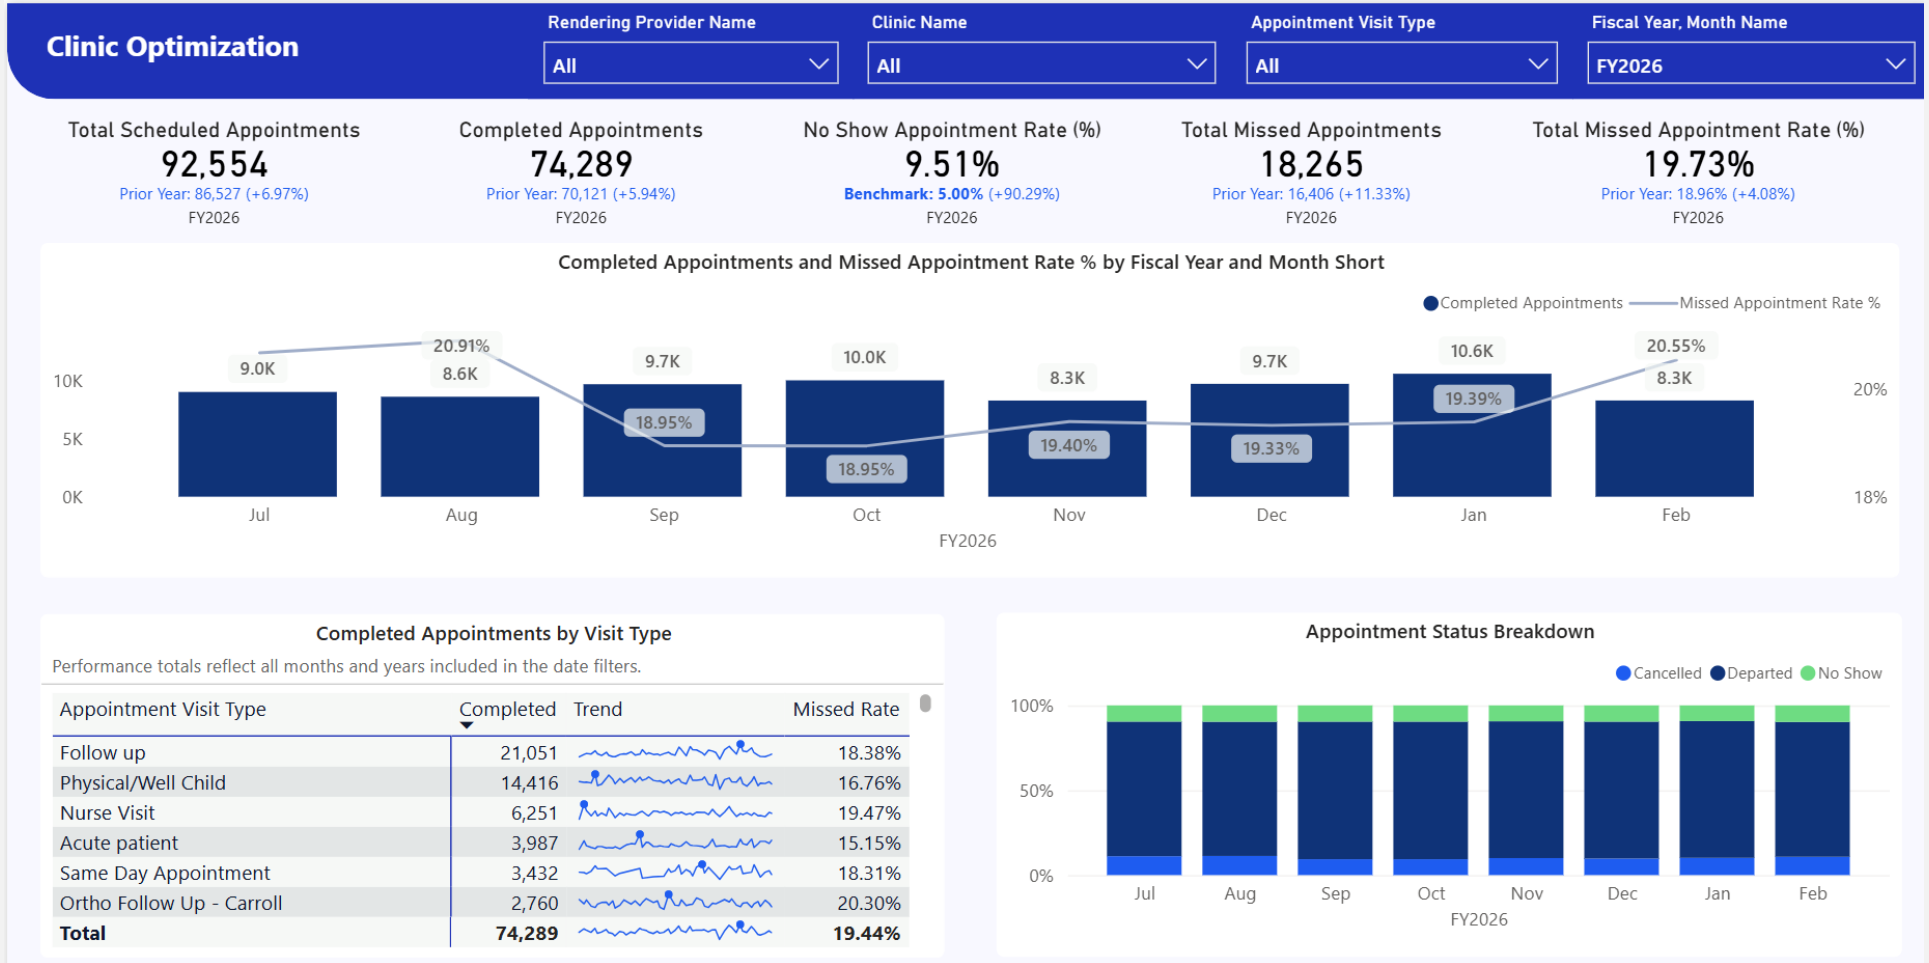 Clinic Optimization
Rendering Provider Name
All
Clinic Name
All
Appointment Visit Type
All
Fiscal Year, Month Name
FY2026
Total Scheduled Appointments
92,554
Prior Year: 86,527 (+6.97%)
FY2026
Completed Appointments
74,289
Prior Year: 70,121 (+5.94%)
FY2026
No Show Appointment Rate (%)
9.51%
Benchmark: 5.00% (+90.29%)
FY2026
Total Missed Appointments
18,265
Prior Year: 16,406 (+11.33%)
FY2026
Total Missed Appointment Rate (%)
19.73%
Prior Year: 18.96% (+4.08%)
FY2026
Completed Appointments and Missed Appointment Rate % by Fiscal Year and Month Short
Completed Appointments Missed Appointment Rate %
10K
5K
0K
9.0K
20.91%
8.6K
9.7K
18.95%
10.0K
18.95%
8.3K
19.40%
9.7K
19.33%
10.6K
19.39%
20.55%
8.3K
20%
18%
Jul Aug Sep Oct Nov Dec Jan Feb
FY2026
Completed Appointments by Visit Type
Performance totals reflect all months and years included in the date filters.
Appointment Visit Type Completed Trend Missed Rate
Follow up 21,051 18.38%
Physical/Well Child 14,416 16.76%
Nurse Visit 6,251 19.47%
Acute patient 3,987 15.15%
Same Day Appointment 3,432 18.31%
Ortho Follow Up - Carroll 2,760 20.30%
Total 74,289 19.44%
Appointment Status Breakdown
Cancelled Departed No Show
100%
50%
0%
Jul Aug Sep Oct Nov Dec Jan Feb
FY2026